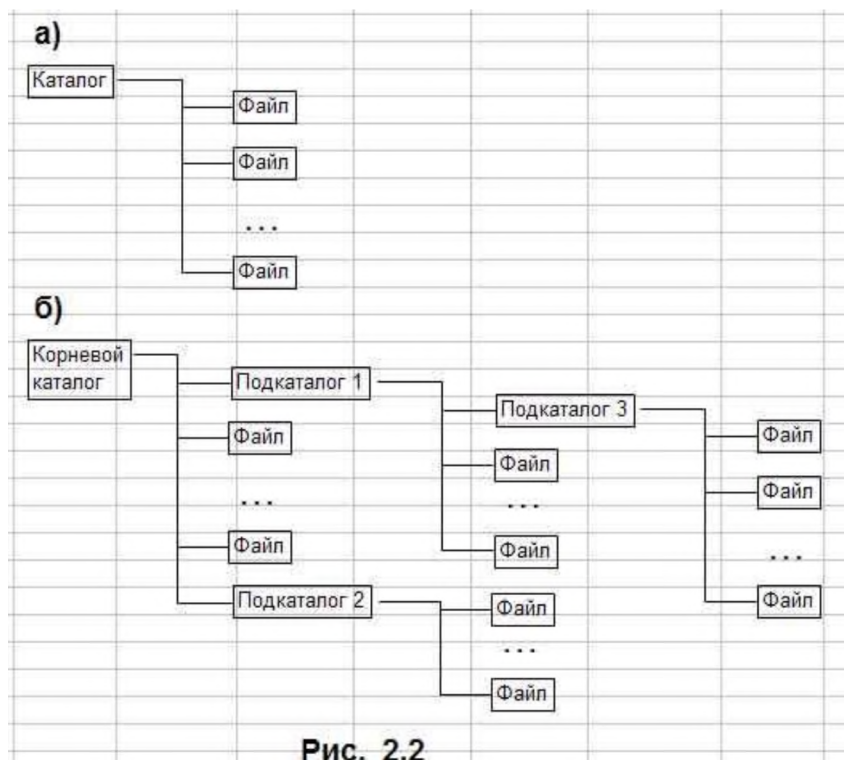 а)
Каталог
Файл
Файл
...
Файл
б)
Корневой
каталог
Подкаталог 1
Подкаталог 3
Файл
Файл
Файл
Файл
...
...
...
Файл
Файл
Файл
Подкаталог 2
Файл
Файл
...
Файл
Рис. 2.2